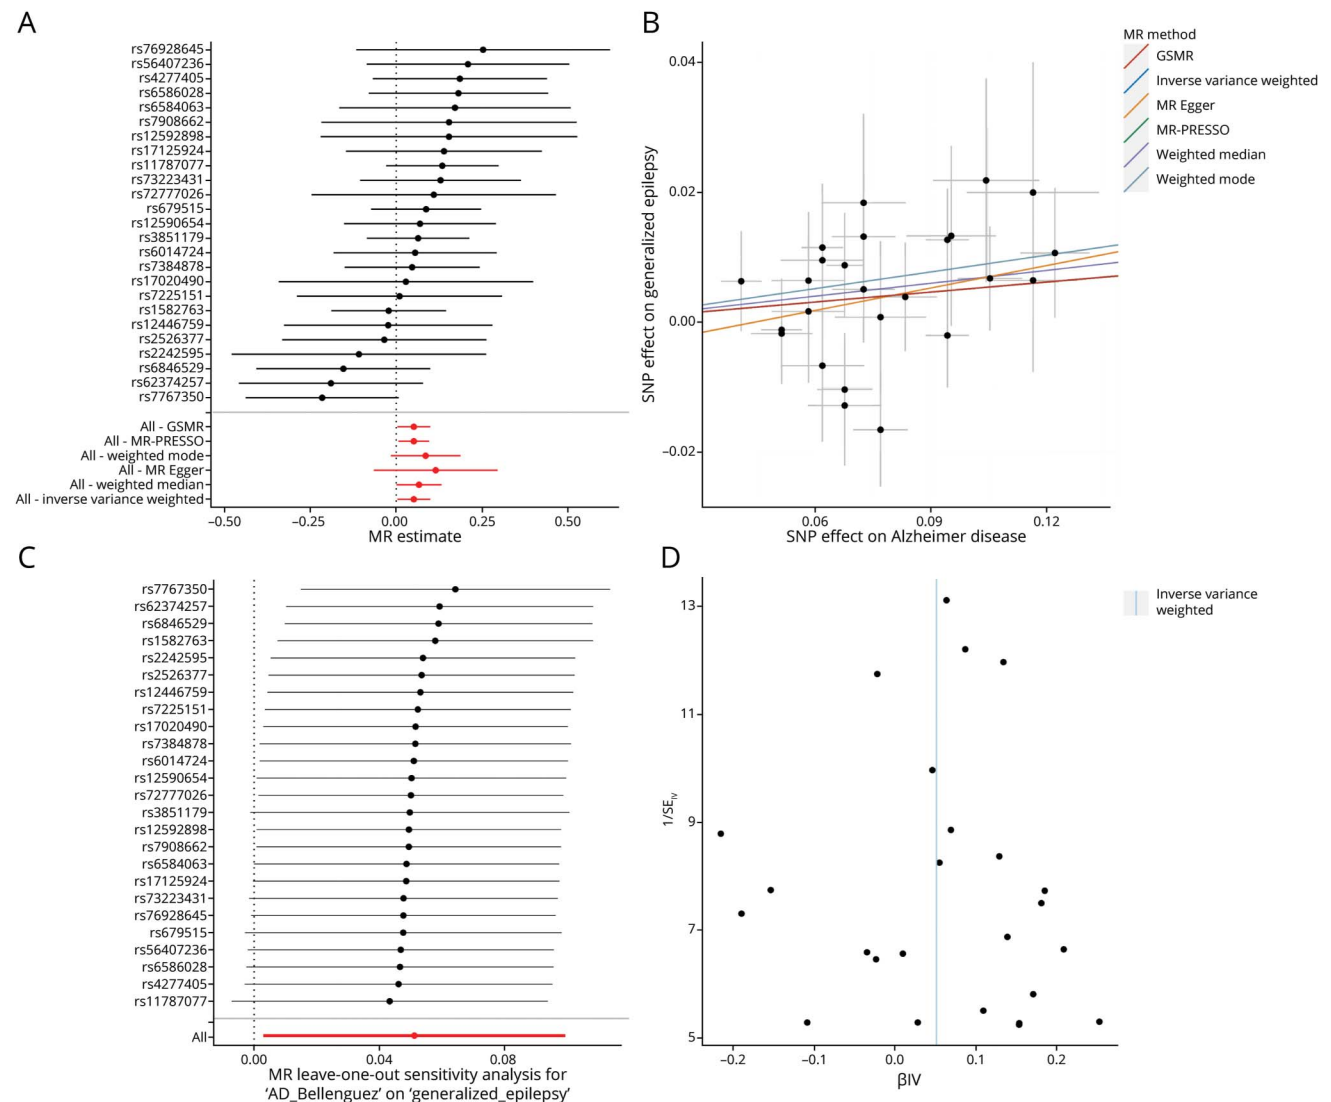 A
rs76928645
rs56407236
rs4277405
rs6586028
rs6584063
rs7908662
rs12592898
rs17125924
rs11787077
rs73223431
rs72777026
rs679515
rs12590654
rs3851179
rs6014724
rs7384878
rs17020490
rs7225151
rs1582763
rs12446759
rs2526377
rs2242595
rs6846529
rs62374257
rs7767350
All - GSMR
All - MR-PRESSO
All - weighted mode
All - MR Egger
All - weighted median
All - inverse variance weighted
−0.50 −0.25 0.00 0.25 0.50
MR estimate
B
SNP effect on generalized epilepsy
0.04
0.02
0.00
−0.02
0.06 0.09 0.12
SNP effect on Alzheimer disease
MR method
GSMR
Inverse variance weighted
MR Egger
MR-PRESSO
Weighted median
Weighted mode
C
rs7767350
rs62374257
rs6846529
rs1582763
rs2242595
rs2526377
rs12446759
rs7225151
rs17020490
rs7384878
rs6014724
rs12590654
rs72777026
rs3851179
rs12592898
rs7908662
rs6584063
rs17125924
rs73223431
rs76928645
rs679515
rs56407236
rs6586028
rs4277405
rs11787077
All
0.00 0.04 0.08
MR leave-one-out sensitivity analysis for
‘AD_Bellenguez’ on ‘generalized_epilepsy’
D
1/SE_IV
13
11
9
7
5
−0.2 −0.1 0.0 0.1 0.2
βIV
Inverse variance
weighted